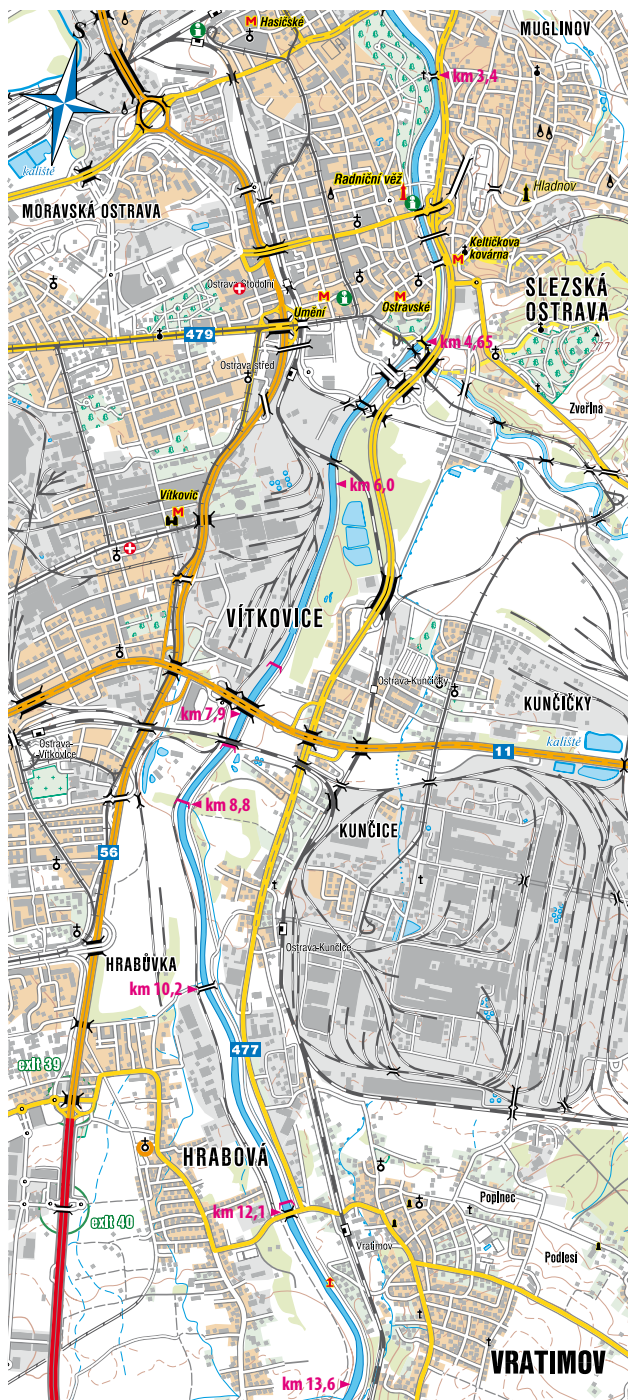 S
M Hasičské
MUGLINOV
km 3,4
kaliště
Radniční věž
Hladnov
MORAVSKÁ OSTRAVA
Keltičkova
kovárna
M
SLEZSKÁ
OSTRAVA
Ostrava Stodolní
M
Umění
M
Ostravské
479
km 4,65
77
Ostrava střed
Zveřina
km 6,0
Vítkovic
M
VÍTKOVICE
Ostrava-Kunčičky
KUNČIČKY
km 7,9
kaliště
Ostrava-
Vítkovice
11
km 8,8
KUNČICE
56
Ostrava-Kunčice
HRABŮVKA
km 10,2
477
exit 39
HRABOVÁ
Poplnec
km 12,1
exit 40
Vratimov
Podlesí
VRATIMOV
km 13,6